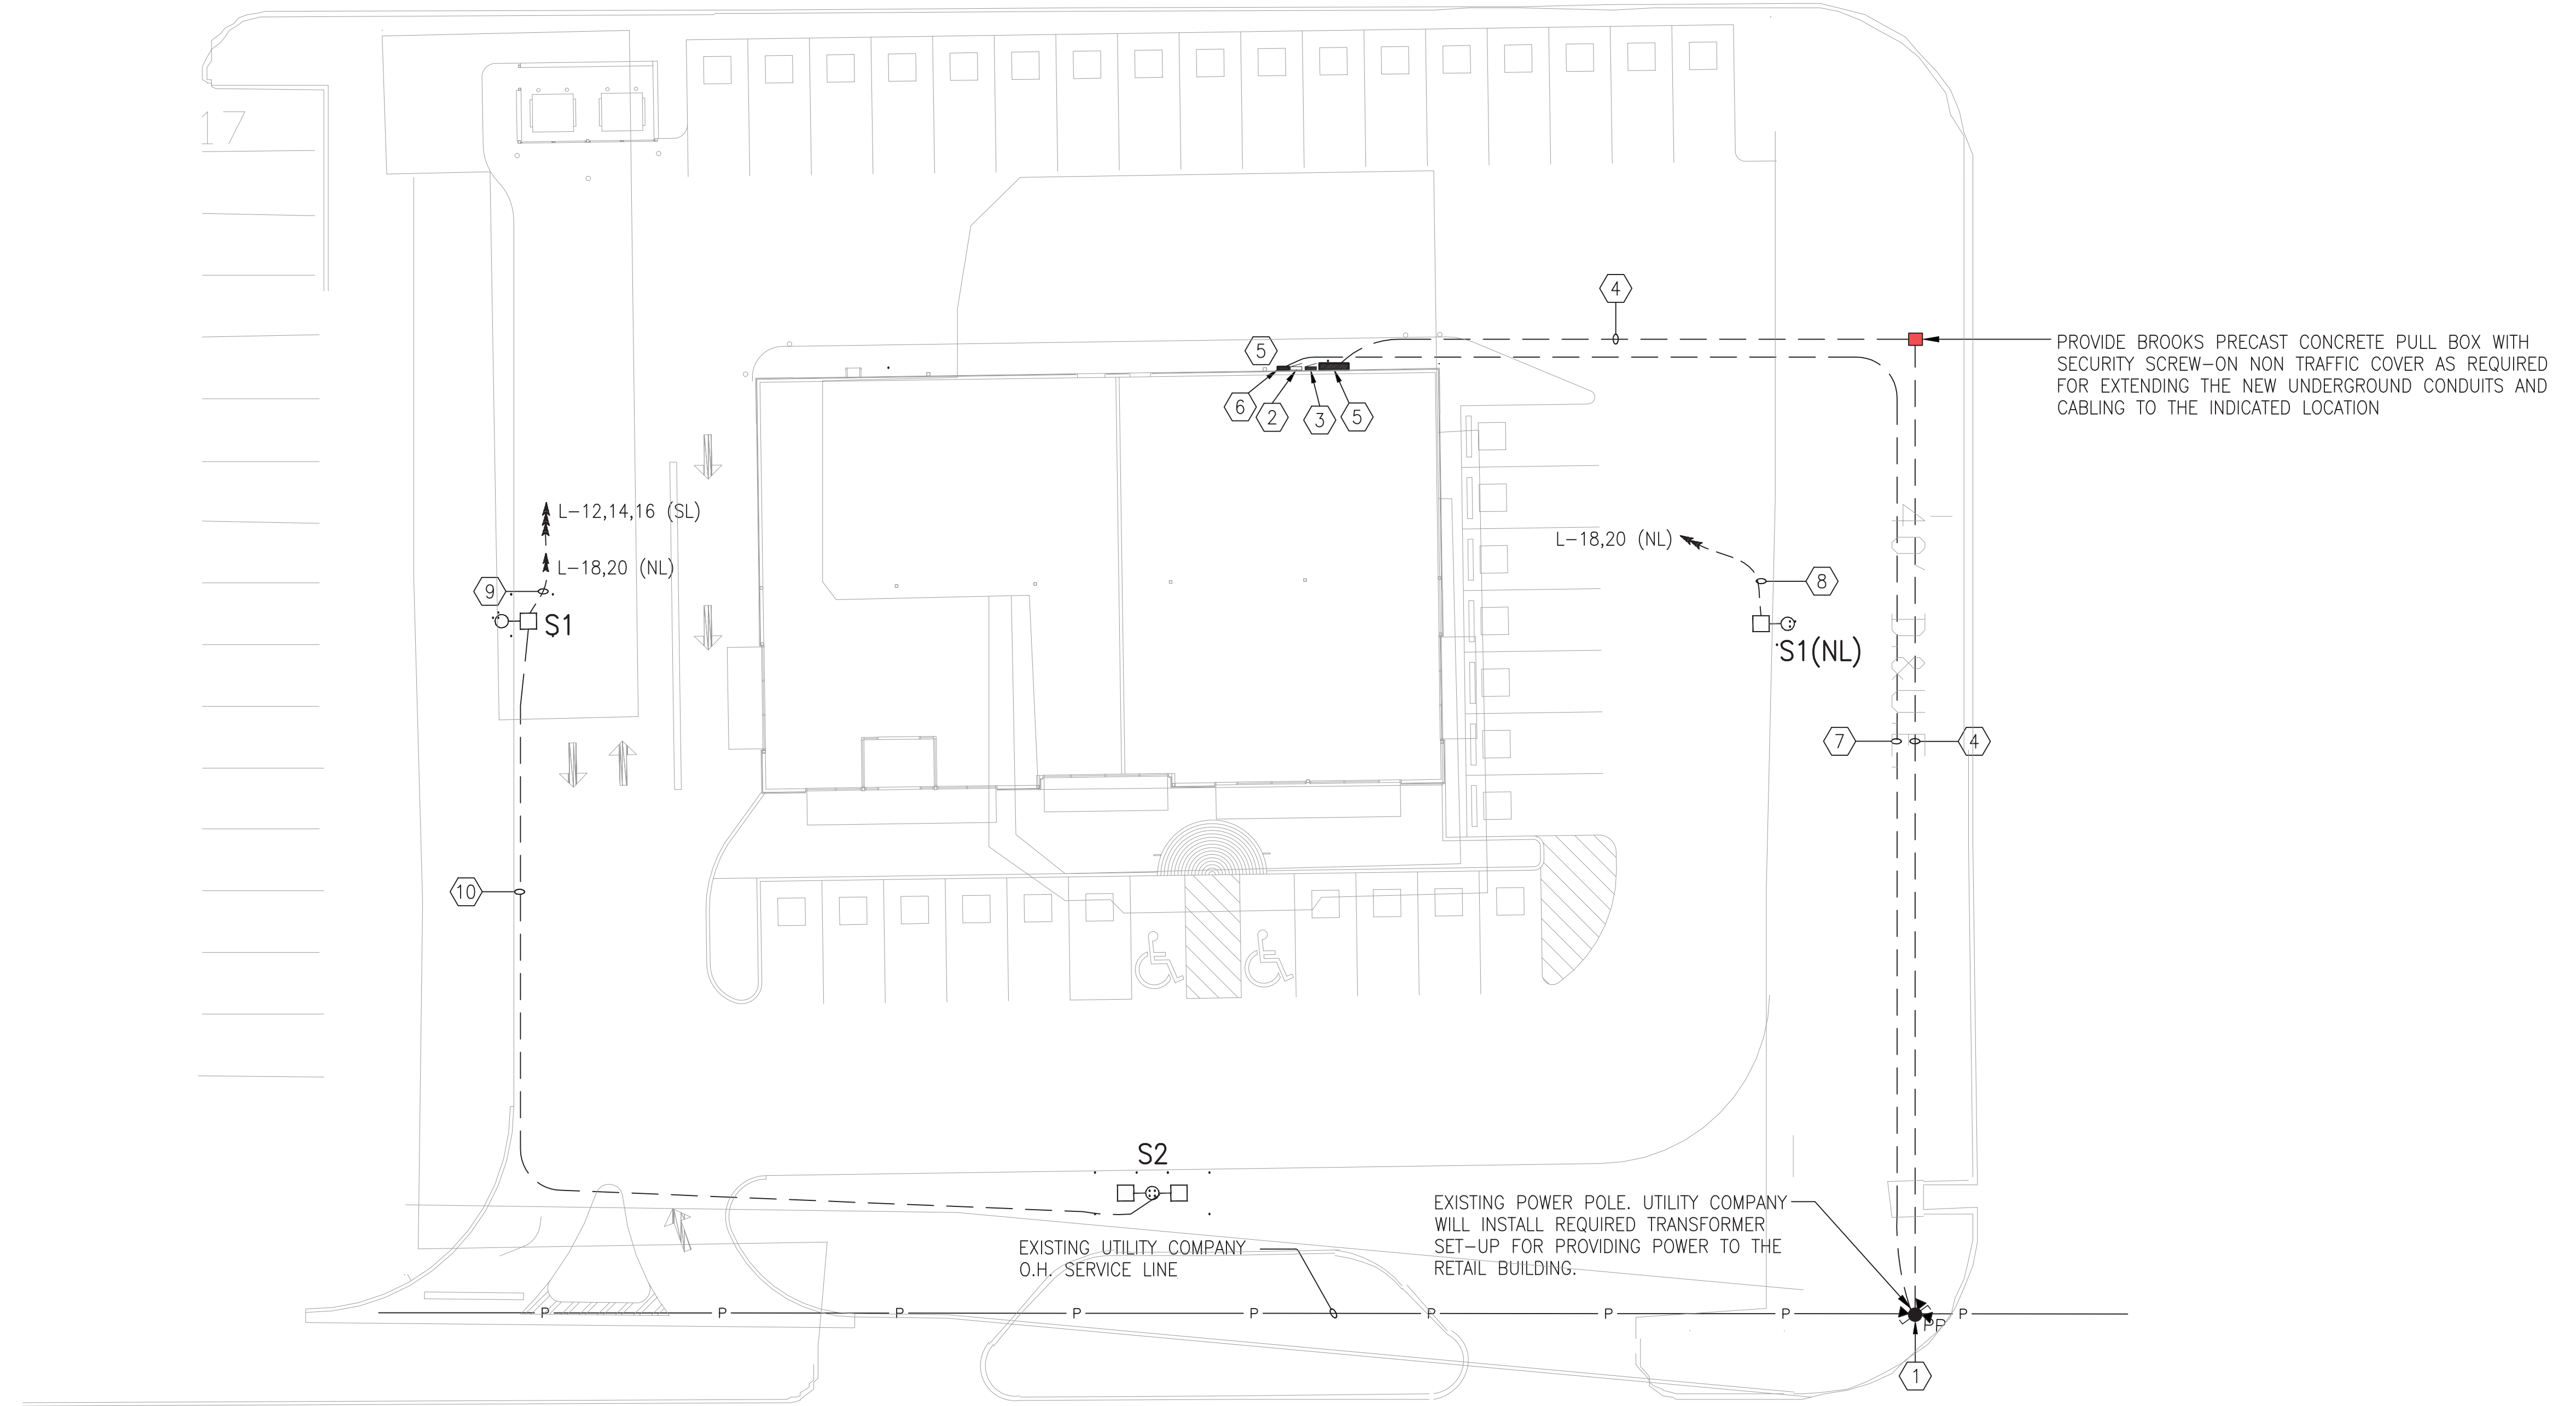 17
4
PROVIDE BROOKS PRECAST CONCRETE PULL BOX WITH
SECURITY SCREW-ON NON TRAFFIC COVER AS REQUIRED
FOR EXTENDING THE NEW UNDERGROUND CONDUITS AND
CABLING TO THE INDICATED LOCATION
5
6
2
3
5
L-12,14,16 (SL)
L-18,20 (NL)
L-18,20 (NL)
9
8
S1
S1(NL)
7
4
10
S2
EXISTING POWER POLE. UTILITY COMPANY
WILL INSTALL REQUIRED TRANSFORMER
SET-UP FOR PROVIDING POWER TO THE
RETAIL BUILDING.
EXISTING UTILITY COMPANY
O.H. SERVICE LINE
P P P P P P P P P
PP
1